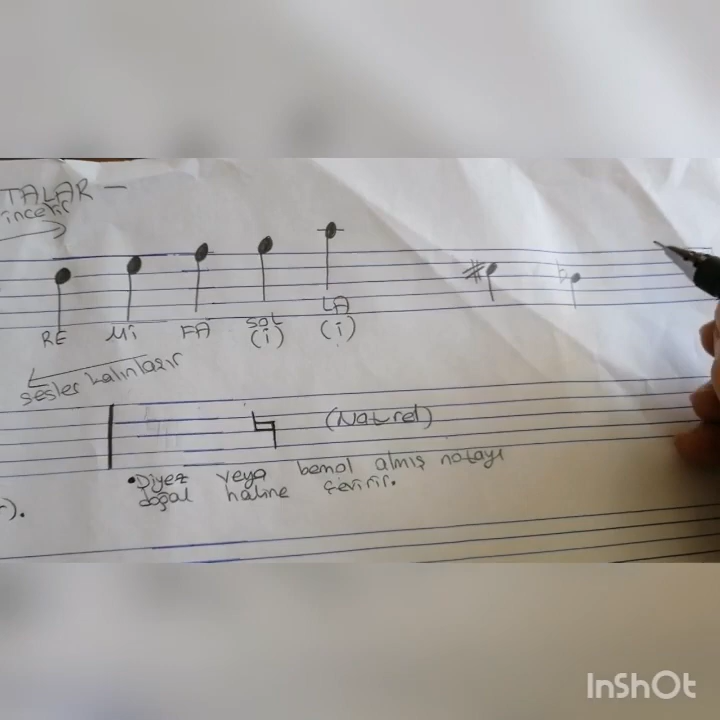 TALAR -
incelir
RE Mi FA SOL (i) LA (i)
sesler kalınlaşır
(Naturel)
• Diyez veya bemol almış notayı
doğal haline çevirir.
InShOt